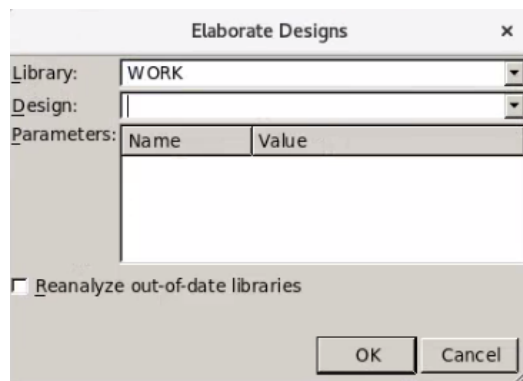 Elaborate Designs ×
Library: WORK
Design:
Parameters: Name Value
Reanalyze out-of-date libraries
OK Cancel